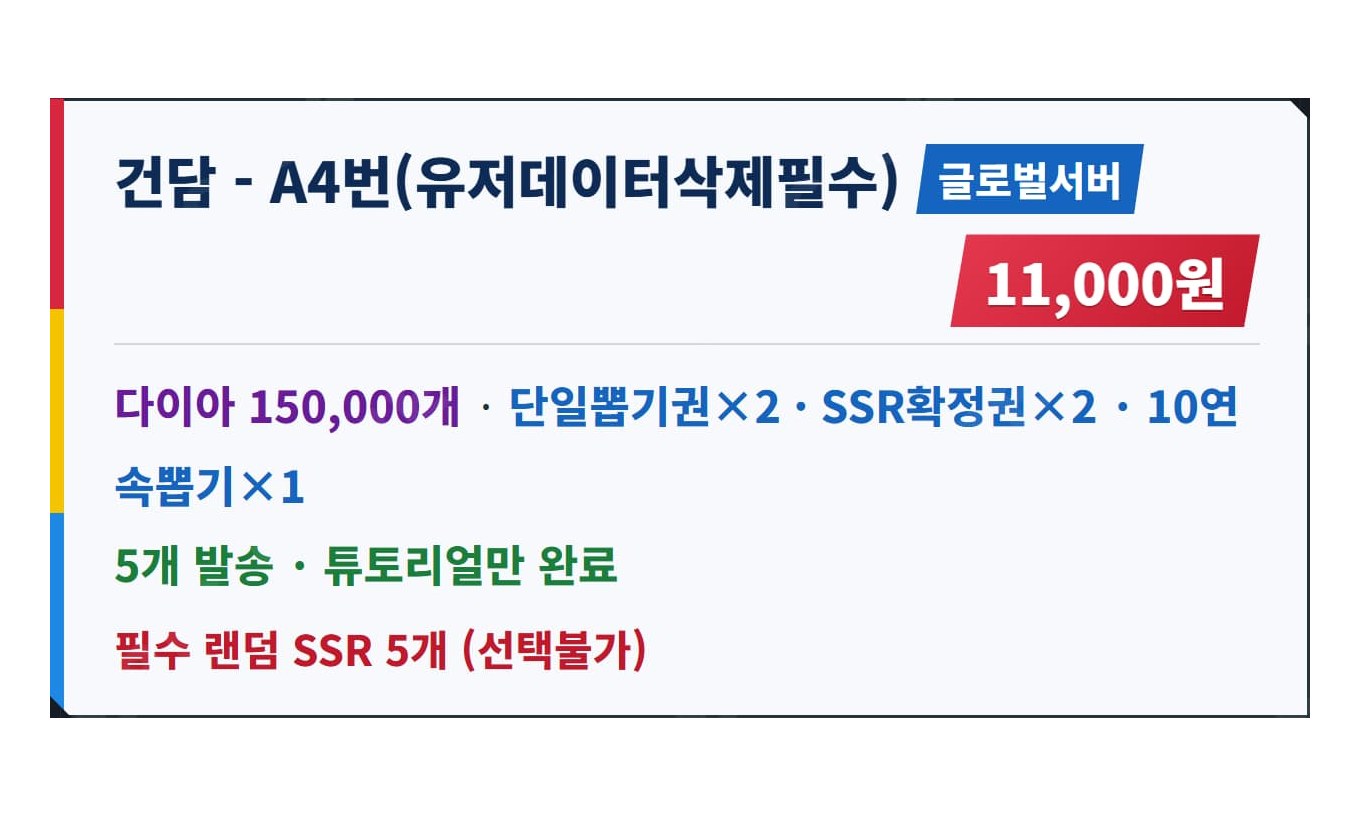 건담 - A4번(유저데이터삭제필수) 글로벌서버
11,000원
다이아 150,000개 · 단일뽑기권×2 · SSR확정권×2 · 10연
속뽑기×1
5개 발송 · 튜토리얼만 완료
필수 랜덤 SSR 5개 (선택불가)